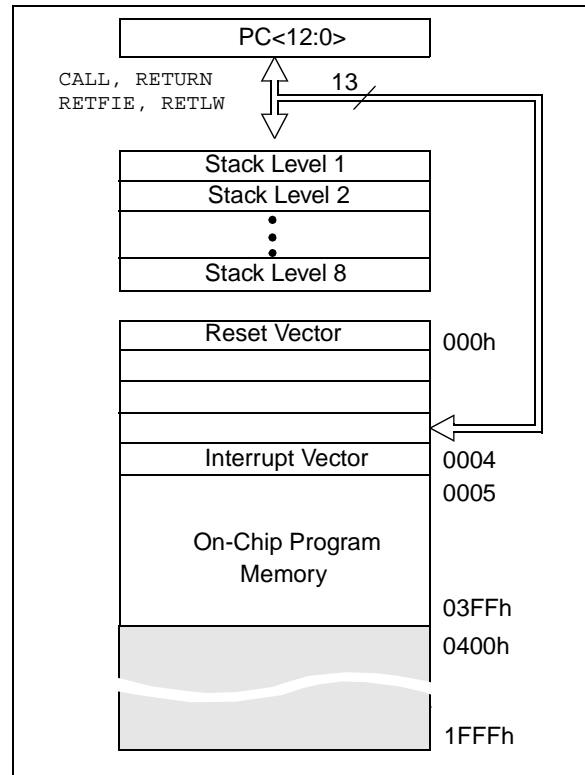 PC<12:0>
CALL, RETURN
RETFIE, RETLW
13
Stack Level 1
Stack Level 2
Stack Level 8
Reset Vector
000h
Interrupt Vector
0004
0005
On-Chip Program
Memory
03FFh
0400h
1FFFh